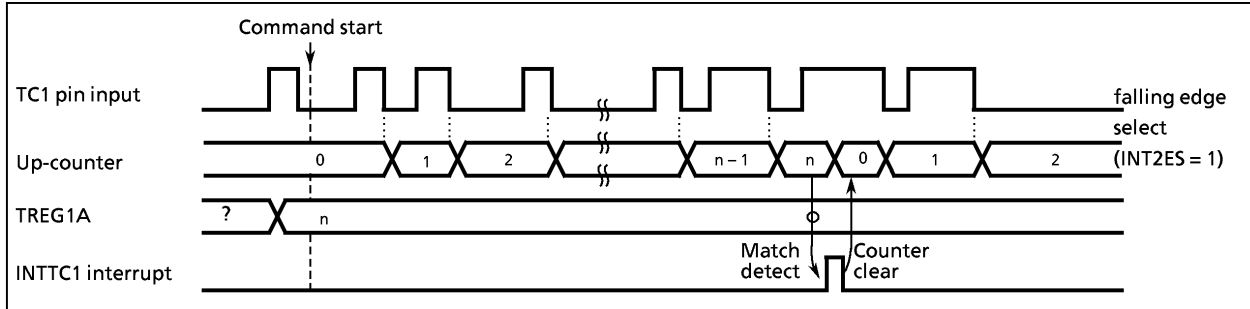 Command start
TC1 pin input
falling edge
select
(INT2ES = 1)
Up-counter
0 1 2 n – 1 n 0 1 2
TREG1A
? n
Match
detect
Counter
clear
INTTC1 interrupt